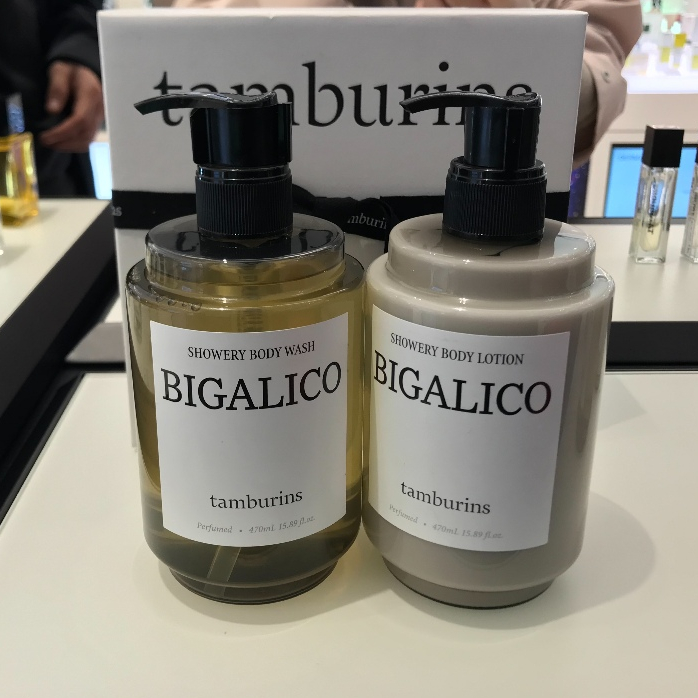 tamburins
SHOWERY BODY WASH
BIGALICO
tamburins
Perfumed • 470mL 15.89 fl.oz.
SHOWERY BODY LOTION
BIGALICO
tamburins
Perfumed • 470mL 15.89 fl.oz.